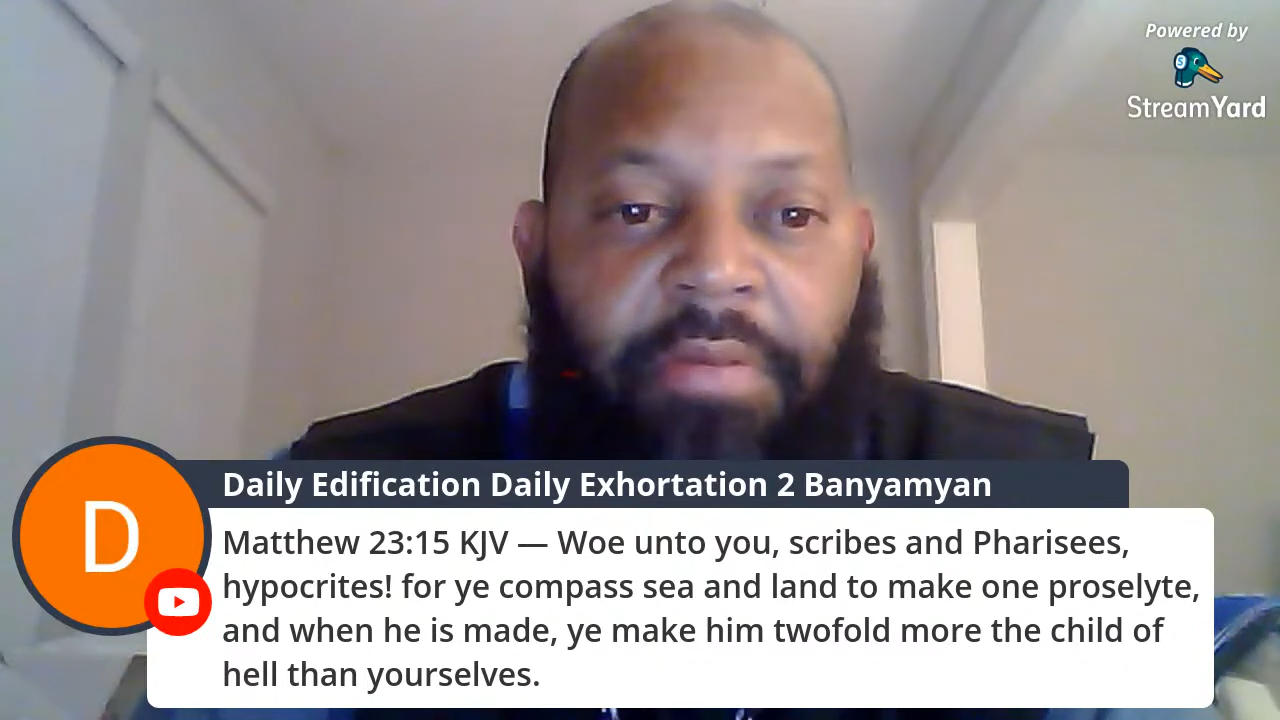 Powered by
StreamYard
Daily Edification Daily Exhortation 2 Banyamyan
D
Matthew 23:15 KJV — Woe unto you, scribes and Pharisees,
hypocrites! for ye compass sea and land to make one proselyte,
and when he is made, ye make him twofold more the child of
hell than yourselves.